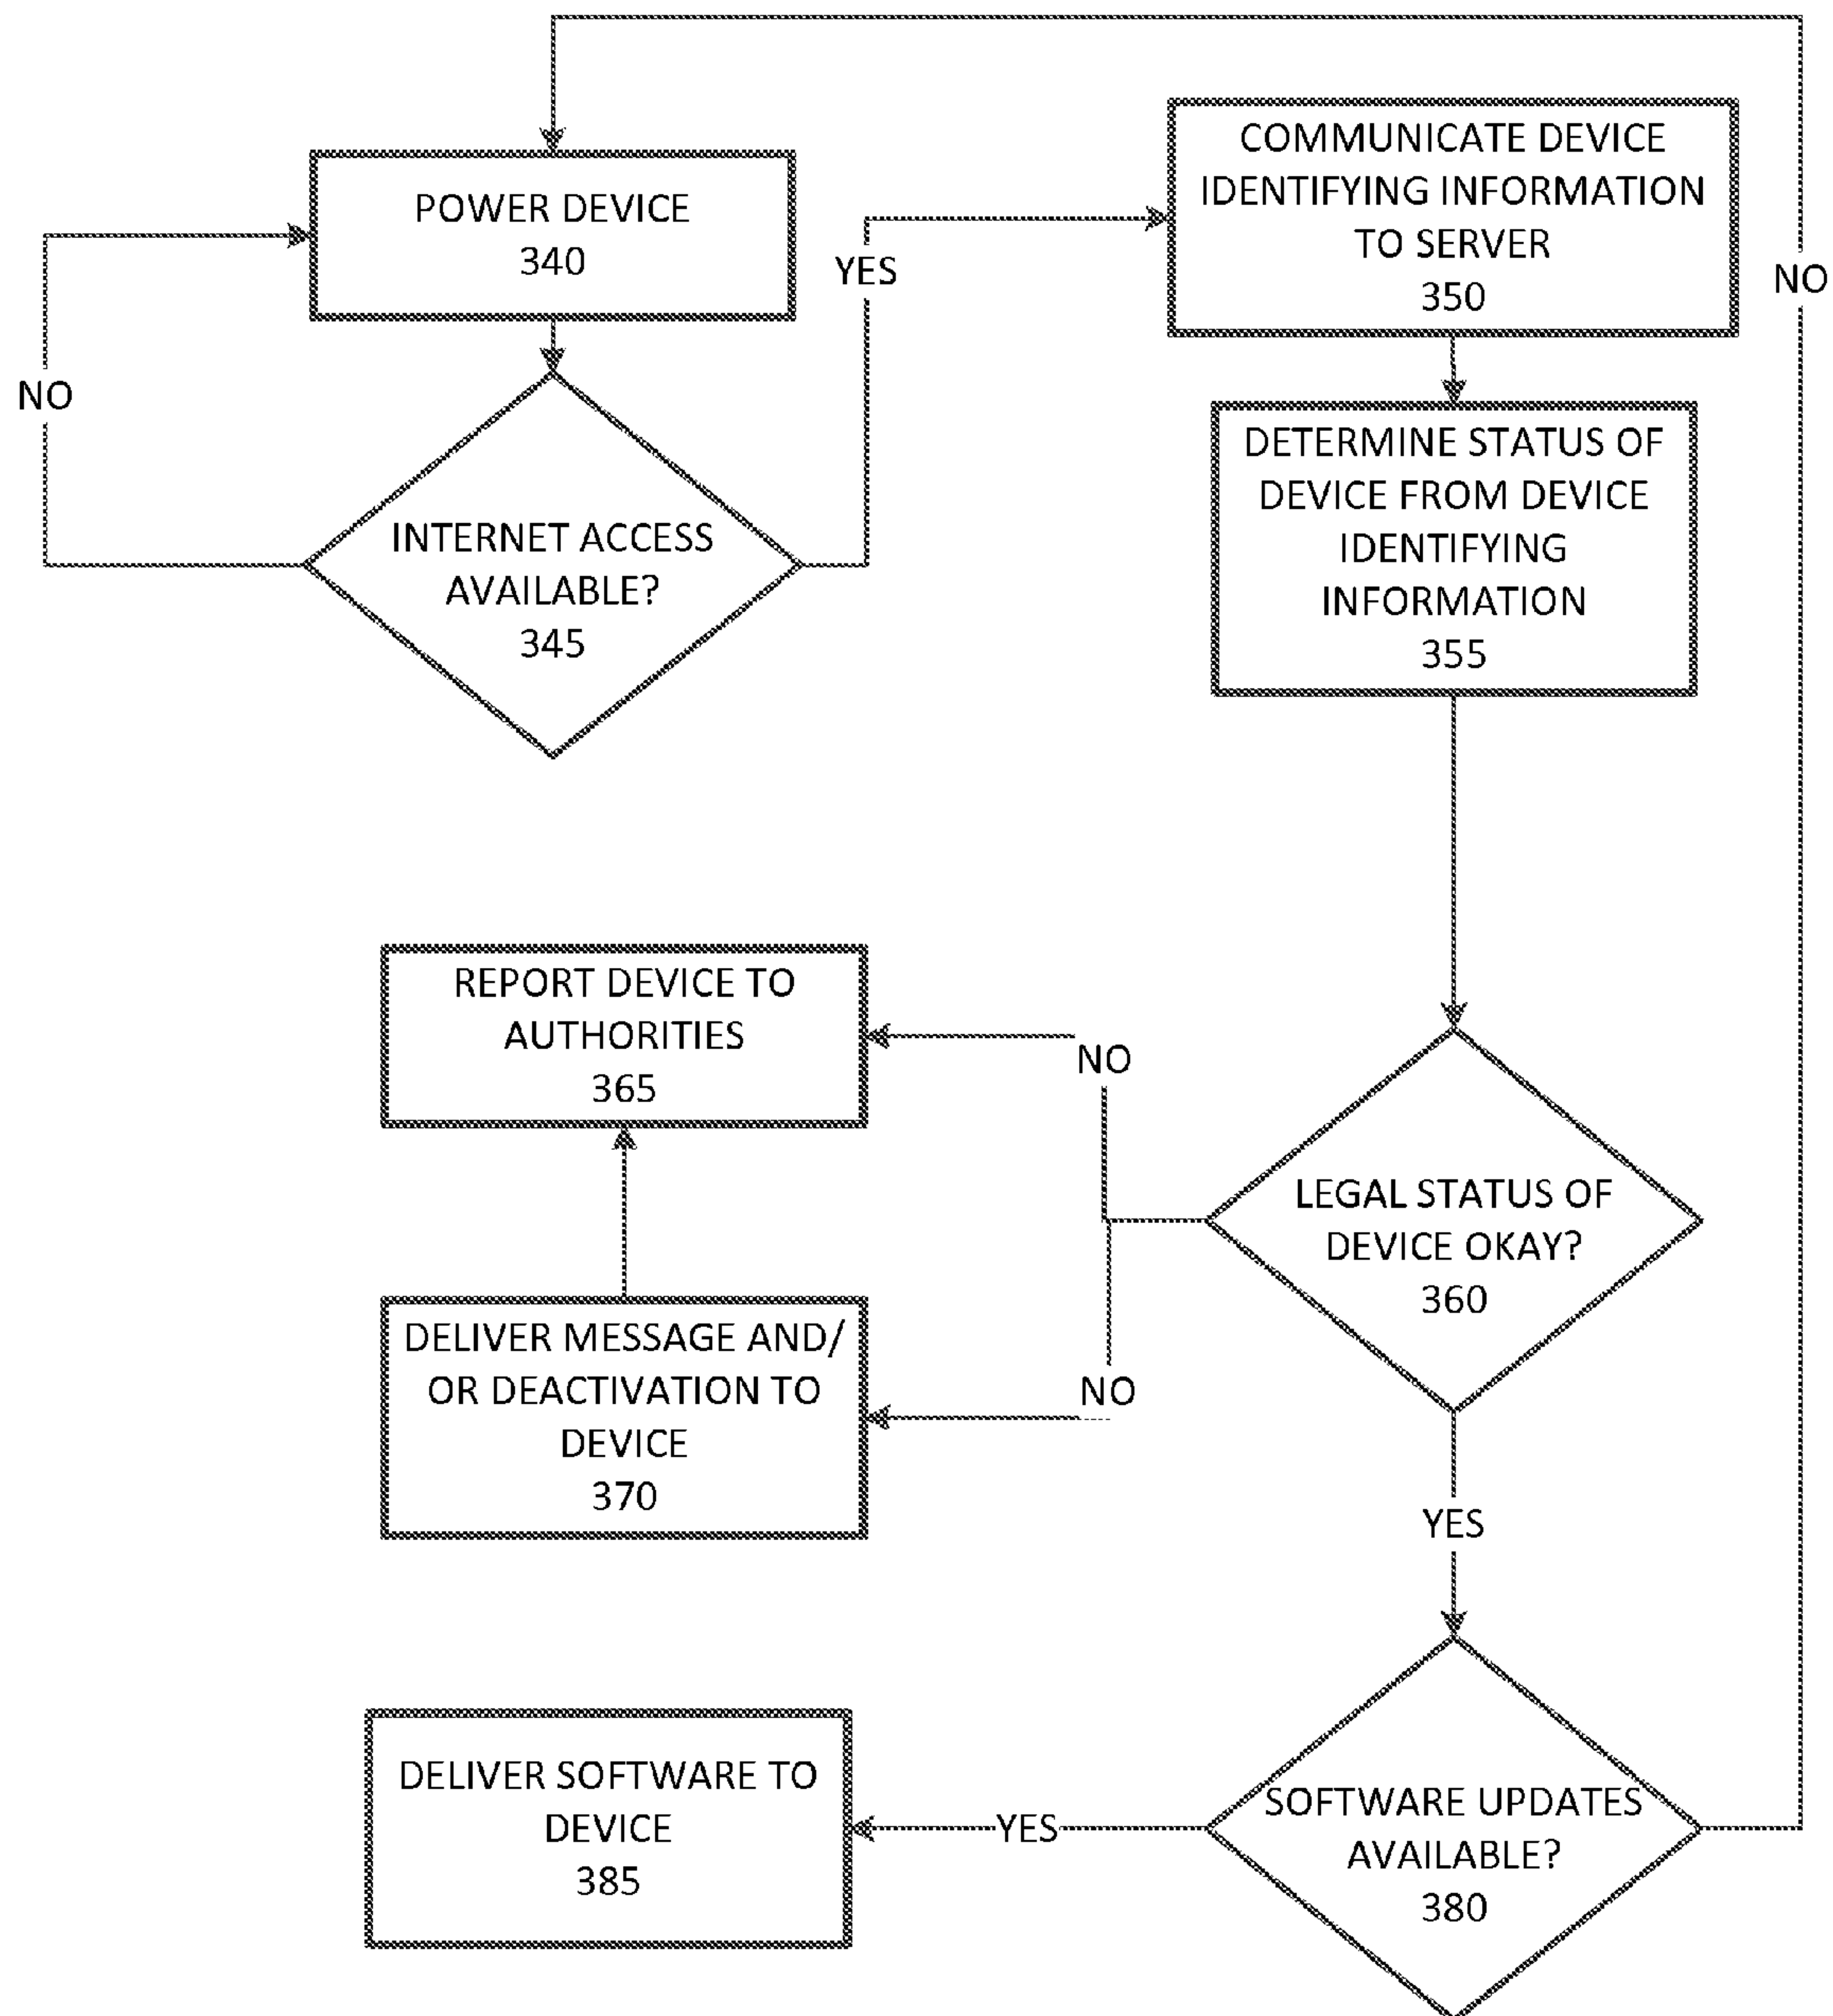 POWER DEVICE
340
NO
INTERNET ACCESS
AVAILABLE?
345
YES
COMMUNICATE DEVICE
IDENTIFYING INFORMATION
TO SERVER
350
NO
DETERMINE STATUS OF
DEVICE FROM DEVICE
IDENTIFYING
INFORMATION
355
REPORT DEVICE TO
AUTHORITIES
365
NO
LEGAL STATUS OF
DEVICE OKAY?
360
DELIVER MESSAGE AND/
OR DEACTIVATION TO
DEVICE
370
NO
YES
DELIVER SOFTWARE TO
DEVICE
385
YES
SOFTWARE UPDATES
AVAILABLE?
380